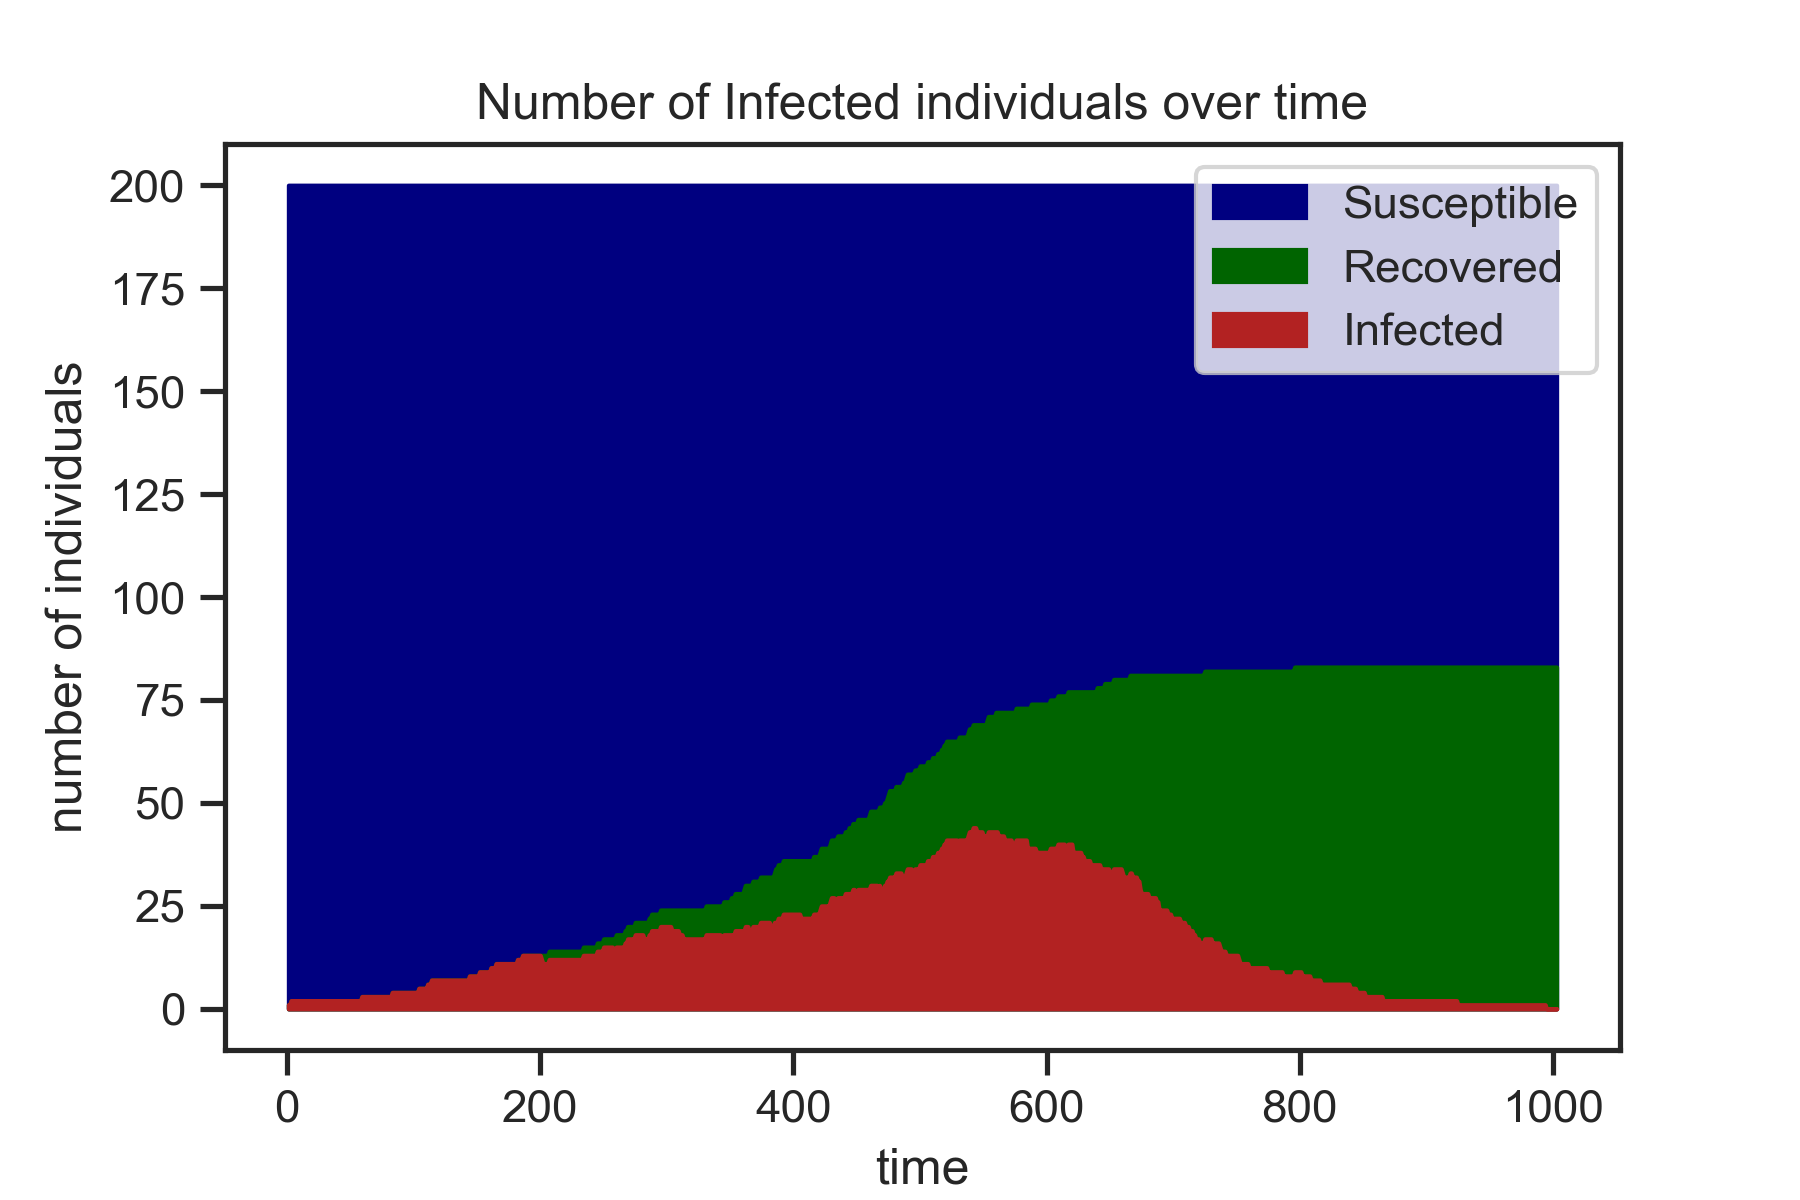 Number of Infected individuals over time
number of individuals
200
175
150
125
100
75
50
25
0
Susceptible
Recovered
Infected
0 200 400 600 800 1000
time